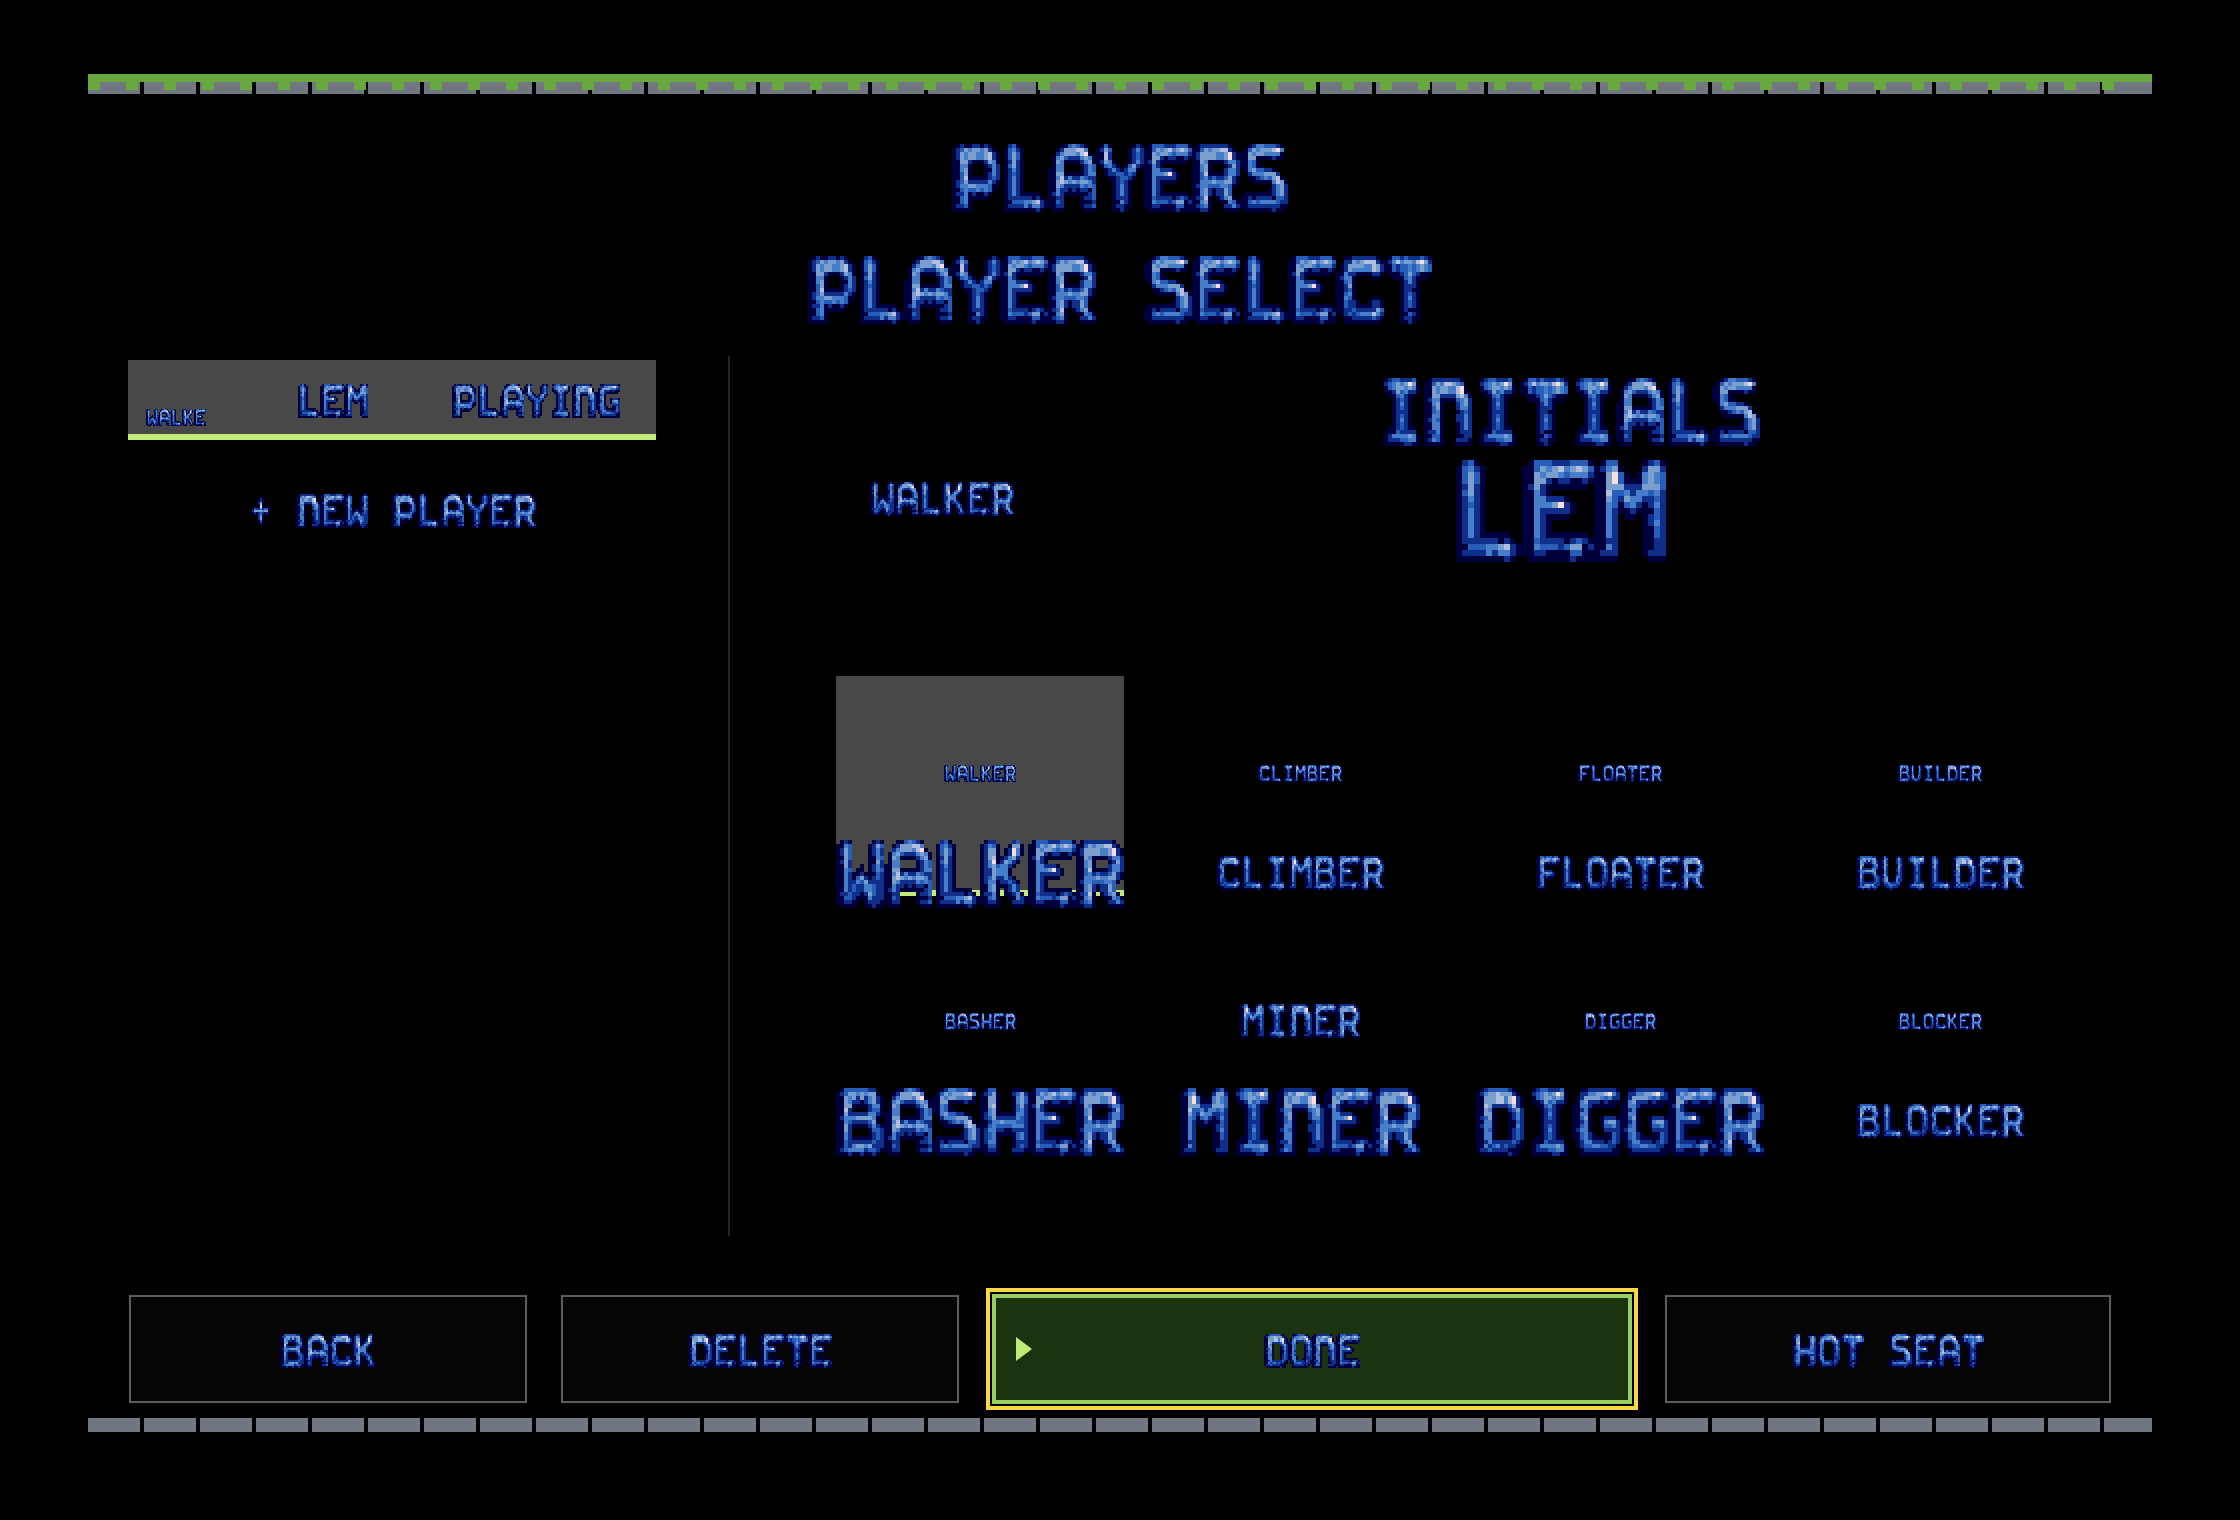 PLAYERS
PLAYER SELECT
WALKE LEM PLAYING
+ NEW PLAYER
INITIALS
WALKER
LEM
WALKER CLIMBER FLOATER BUILDER
WALKER CLIMBER FLOATER BUILDER
BASHER MINER DIGGER BLOCKER
BASHER MINER DIGGER BLOCKER
BACK DELETE DONE HOT SEAT